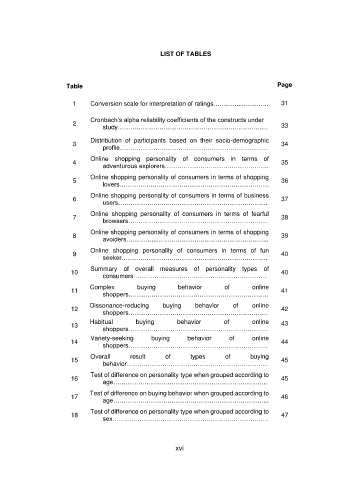 LIST OF TABLES
Table Page
1 Conversion scale for interpretation of ratings……………………… 31
2 Cronbach's alpha reliability coefficients of the constructs under
study……………………………………………………………… 33
3 Distribution of participants based on their socio-demographic
profile……………………………………………………………… 34
4 Online shopping personality of consumers in terms of
adventurous explorers…………………………………………… 35
5 Online shopping personality of consumers in terms of shopping
lovers……………………………………………………………… 36
6 Online shopping personality of consumers in terms of business
users……………………………………………………………… 37
7 Online shopping personality of consumers in terms of fearful
browsers…………………………………………………………… 38
8 Online shopping personality of consumers in terms of shopping
avoiders…………………………………………………………… 39
9 Online shopping personality of consumers in terms of fun
seeker……………………………………………………………… 40
10 Summary of overall measures of personality types of
consumers………………………………………………………… 40
11 Complex buying behavior of online
shoppers…………………………………………………………… 41
12 Dissonance-reducing buying behavior of online
shoppers…………………………………………………………… 42
13 Habitual buying behavior of online
shoppers…………………………………………………………… 43
14 Variety-seeking buying behavior of online
shoppers…………………………………………………………… 44
15 Overall result of types of buying
behavior…………………………………………………………… 45
16 Test of difference on personality type when grouped according to
age………………………………………………………………… 45
17 Test of difference on buying behavior when grouped according to
age………………………………………………………………… 46
18 Test of difference on personality type when grouped according to
sex………………………………………………………………… 47
xvi